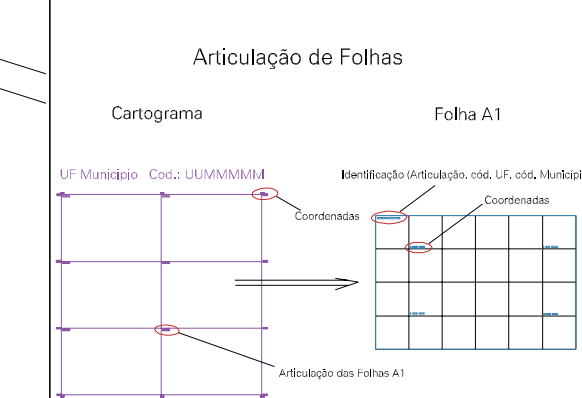 Articulação de Folhas
Cartograma
Folha A1
UF Municipio Cod.: UUMMMMM
Identificação (Articulação, cód. UF, cód. Municípi
Coordenadas
Coordenadas
Articulação das Folhas A1